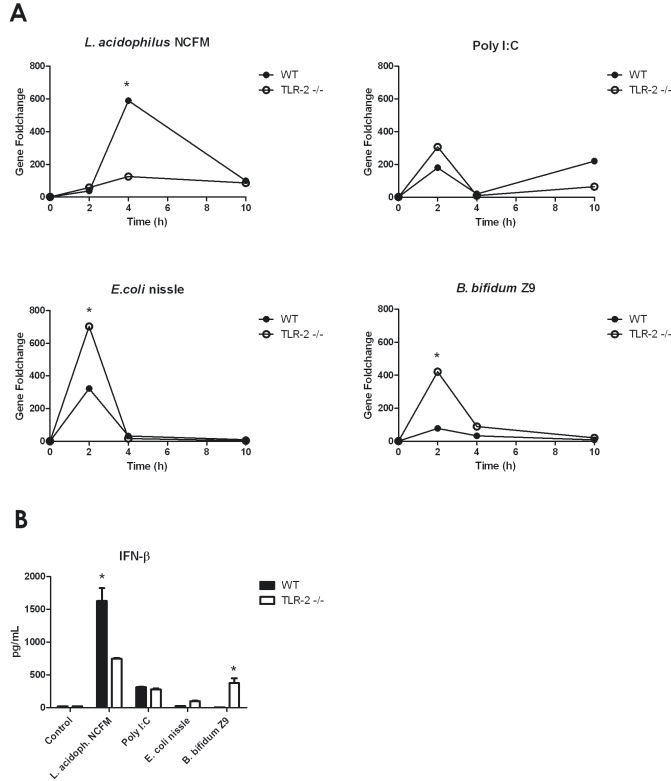 A
L. acidophilus NCFM
800
600
400
200
0
Gene Foldchange
0 2 4 6 8 10
Time (h)
WT
TLR-2 -/-
*
Poly I:C
800
600
400
200
0
Gene Foldchange
0 2 4 6 8 10
Time (h)
WT
TLR-2 -/-
E.coli nissle
800
600
400
200
0
Gene Foldchange
0 2 4 6 8 10
Time (h)
WT
TLR-2 -/-
*
B. bifidum Z9
800
600
400
200
0
Gene Foldchange
0 2 4 6 8 10
Time (h)
WT
TLR-2 -/-
*
B
IFN-β
2000
1500
1000
500
0
pg/mL
*
*
WT
TLR-2 -/-
Control
L. acidoph. NCFM
Poly I:C
E. coli nissle
B. bifidum Z9